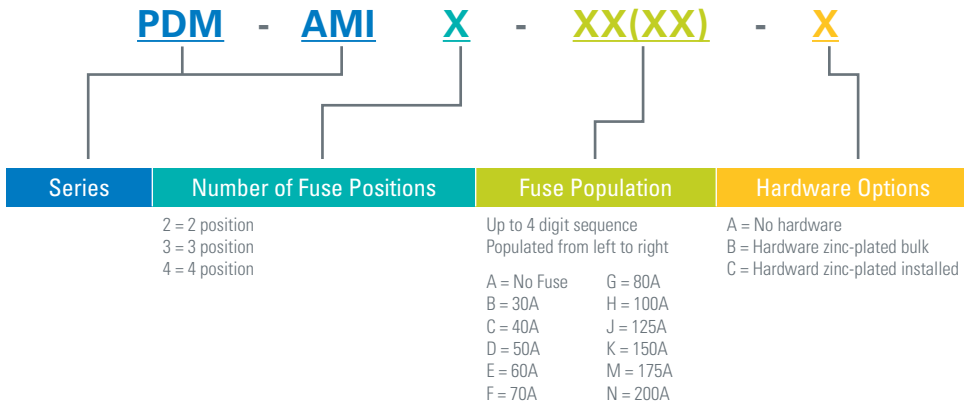 PDM - AMI X - XX(XX) - X
Series Number of Fuse Positions Fuse Population Hardware Options
2 = 2 position
3 = 3 position
4 = 4 position
Up to 4 digit sequence
Populated from left to right
A = No Fuse
B = 30A
C = 40A
D = 50A
E = 60A
F = 70A
G = 80A
H = 100A
J = 125A
K = 150A
M = 175A
N = 200A
A = No hardware
B = Hardware zinc-plated bulk
C = Hardward zinc-plated installed